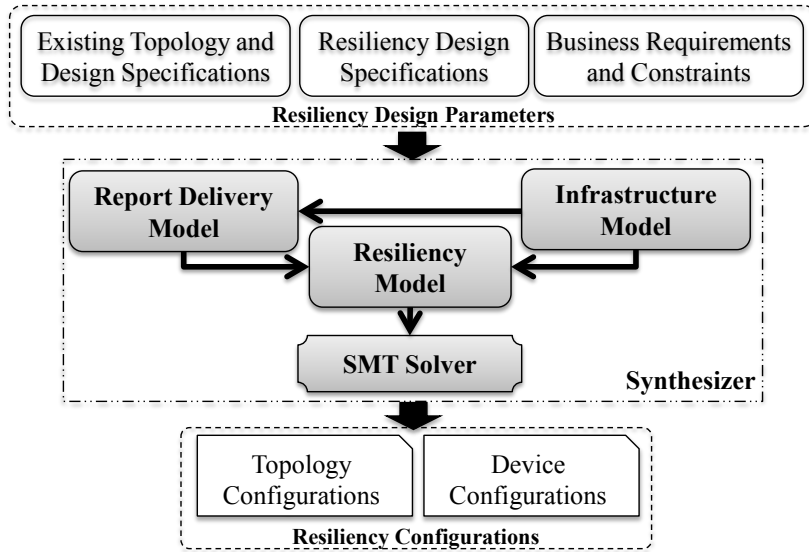 Existing Topology and
Design Specifications
Resiliency Design
Specifications
Business Requirements
and Constraints
Resiliency Design Parameters
Report Delivery
Model
Infrastructure
Model
Resiliency
Model
SMT Solver
Synthesizer
Topology
Configurations
Device
Configurations
Resiliency Configurations